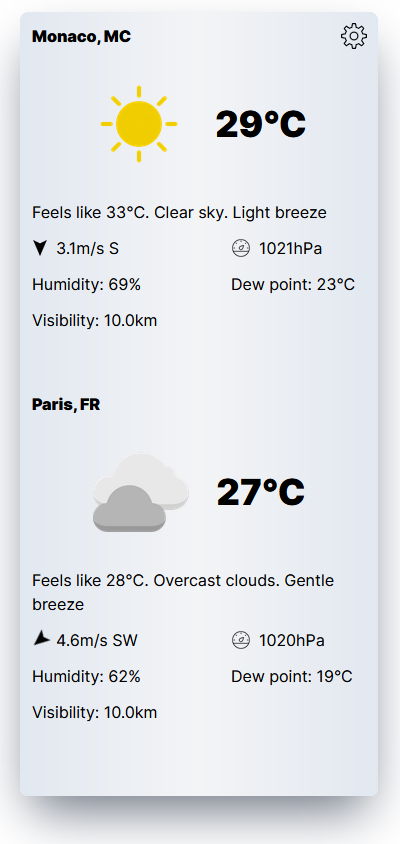 Monaco, MC
29°C
Feels like 33°C. Clear sky. Light breeze
3.1m/s S
1021hPa
Humidity: 69%
Dew point: 23°C
Visibility: 10.0km
Paris, FR
27°C
Feels like 28°C. Overcast clouds. Gentle
breeze
4.6m/s SW
1020hPa
Humidity: 62%
Dew point: 19°C
Visibility: 10.0km